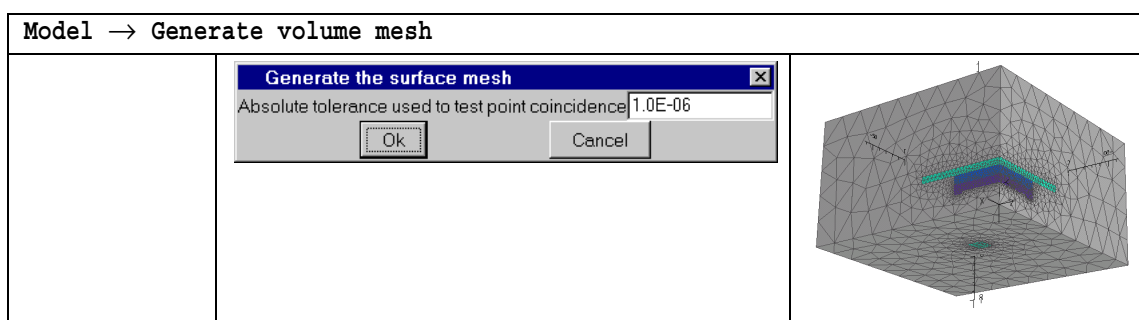 Model → Generate volume mesh
Generate the surface mesh
Absolute tolerance used to test point coincidence 1.0E-06
Ok Cancel